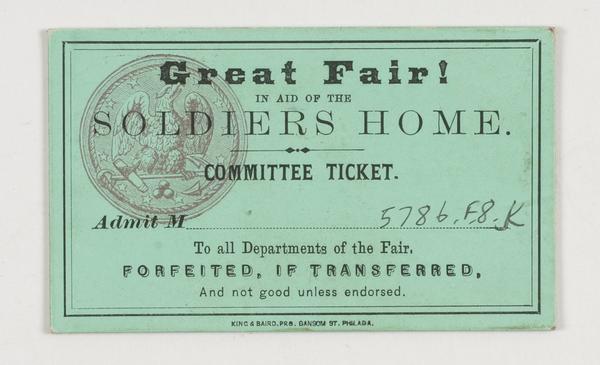 Great Fair!
IN AID OF THE
SOLDIERS HOME.
COMMITTEE TICKET.
Admit M 5786.F.8.K
To all Departments of the Fair,
FORFEITED, IF TRANSFERRED,
And not good unless endorsed.
KING & BAIRD, PRS. SANSOM ST. PHILADA.